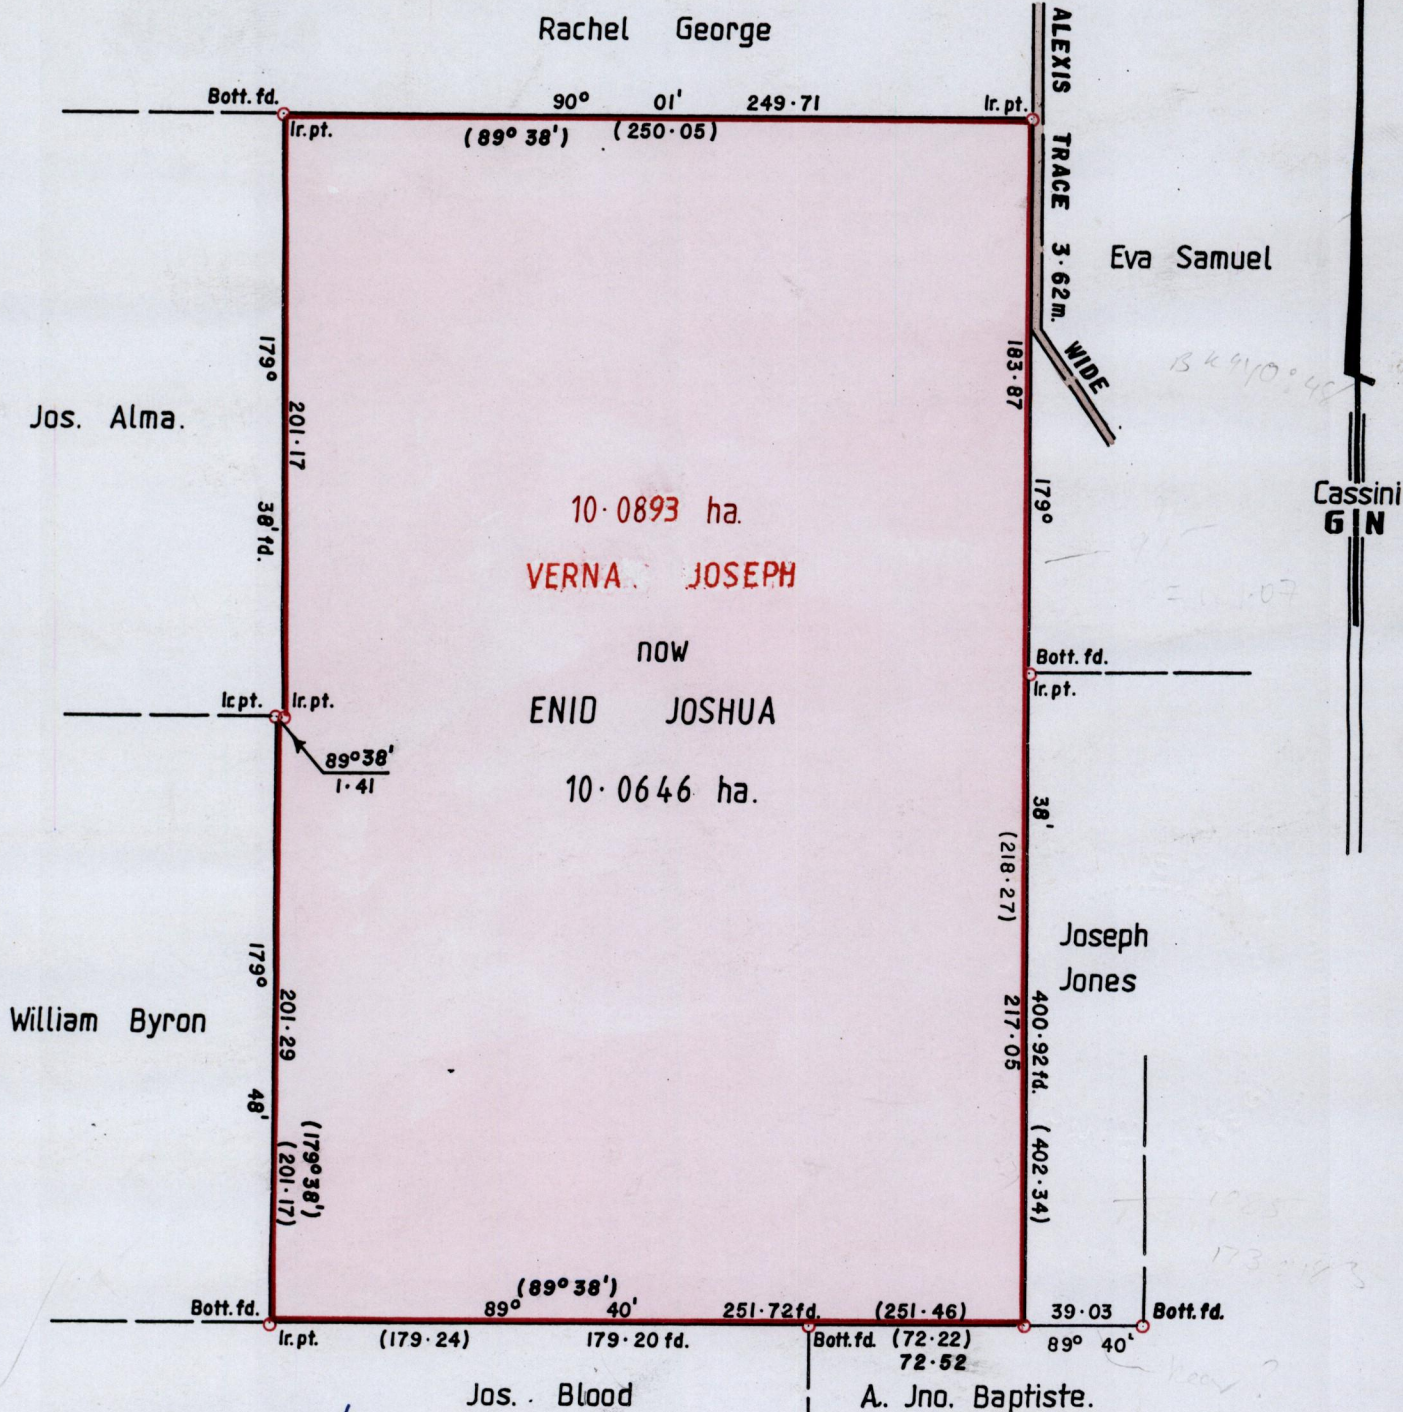 Rachel George
ALEXIS TRACE 3·62m. WIDE
Bott. fd.
90° 01' 249·71
Ir. pt.
Ir. pt.
(89° 38') (250·05)
Eva Samuel
179° 38' fd.
201·17
183·87
179° 38'
Jos. Alma.
Cassini
G N
10·0893 ha.
VERNA JOSEPH
now
ENID JOSHUA
10·0646 ha.
Bott. fd.
Ir. pt.
Ir. pt.
Ir. pt.
89° 38'
1·41
(218·27)
217·05
400·92 fd. (402·34)
Joseph
Jones
William Byron
179° 48'
201·29
(179° 38')
(201·17)
(89° 38')
Bott. fd.
89° 40' 251·72 fd. (251·46)
39·03
Bott. fd.
Ir. pt.
(179·24) 179·20 fd.
Bott. fd. (72·22)
89° 40'
72·52
Jos. Blood
A. Jno. Baptiste.